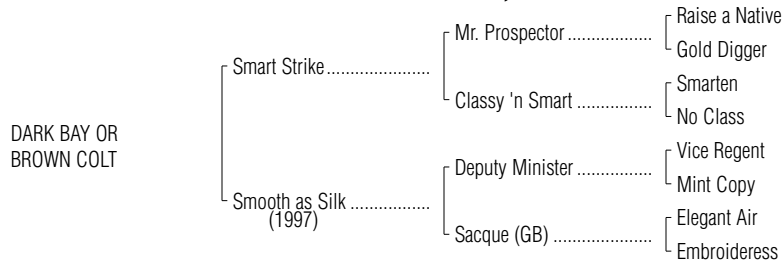 Raise a Native
Mr. Prospector ..................
Gold Digger
Smart Strike......................
Smarten
Classy 'n Smart ................
No Class
DARK BAY OR
BROWN COLT
Vice Regent
Deputy Minister ................
Mint Copy
Smooth as Silk .................
(1997)
Elegant Air
Sacque (GB) .....................
Embroideress